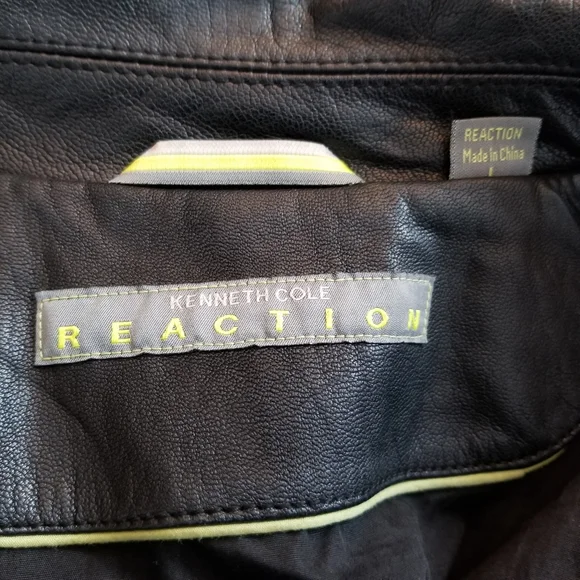 REACTION
Made in China
L
KENNETH COLE
REACTION